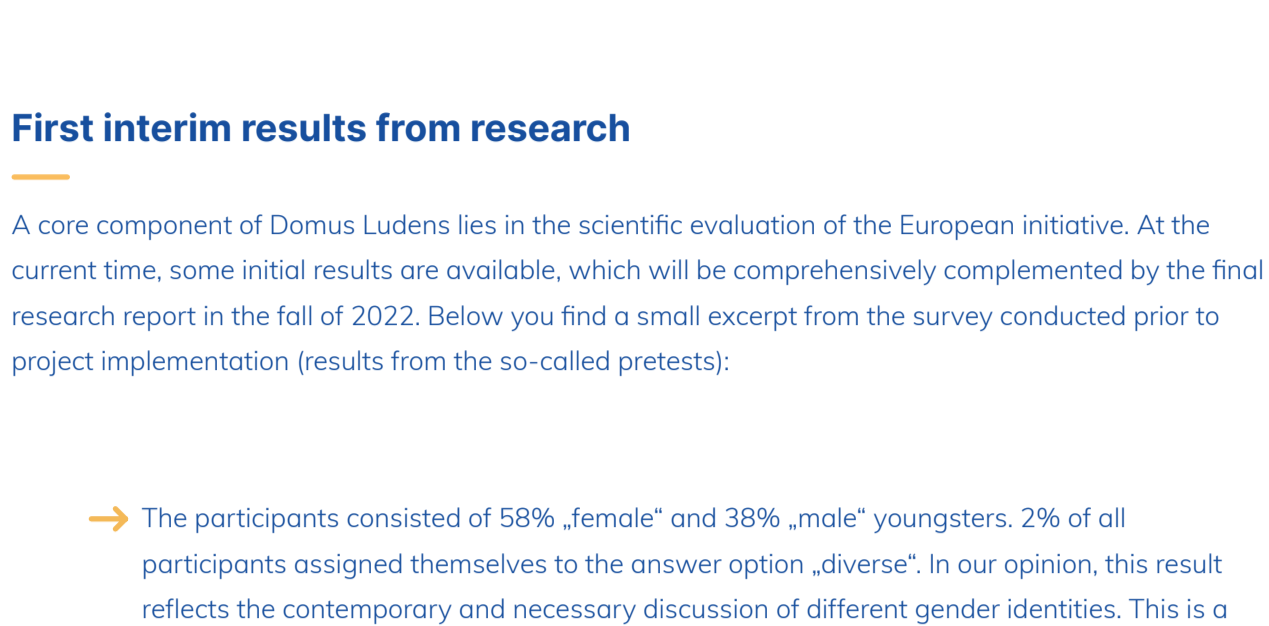 First interim results from research
A core component of Domus Ludens lies in the scientific evaluation of the European initiative. At the
current time, some initial results are available, which will be comprehensively complemented by the final
research report in the fall of 2022. Below you find a small excerpt from the survey conducted prior to
project implementation (results from the so-called pretests):
The participants consisted of 58% „female“ and 38% „male“ youngsters. 2% of all
participants assigned themselves to the answer option „diverse“. In our opinion, this result
reflects the contemporary and necessary discussion of different gender identities. This is a